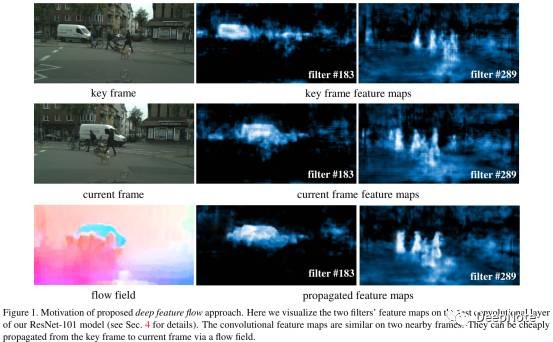 filter #183
filter #289
key frame
key frame feature maps
filter #183
filter #289
current frame
current frame feature maps
filter #183
filter #289
flow field
propagated feature maps
Figure 1. Motivation of proposed deep feature flow approach. Here we visualize the two filters' feature maps on the last convolutional layer
of our ResNet-101 model (see Sec. 4 for details). The convolutional feature maps are similar on two nearby frames. They can be cheaply
propagated from the key frame to current frame via a flow field.
DeepNote